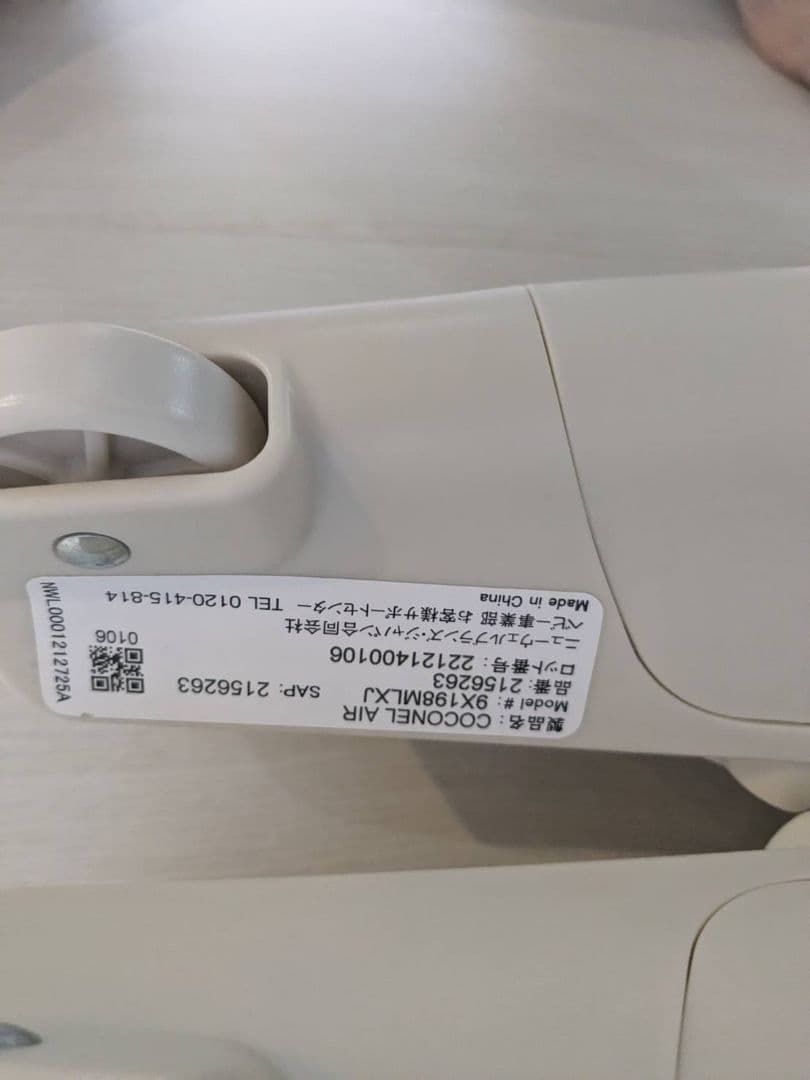 製品名：COCONEL AIR
Model #：9X198MLXJ
品番：2156263 SAP: 2156263
ロット番号：22121400106
ニューウェルブランズ・ジャパン合同会社
ベビー事業部 お客様サポートセンター TEL 0120-415-814
Made in China
0106
NWL0001212725A